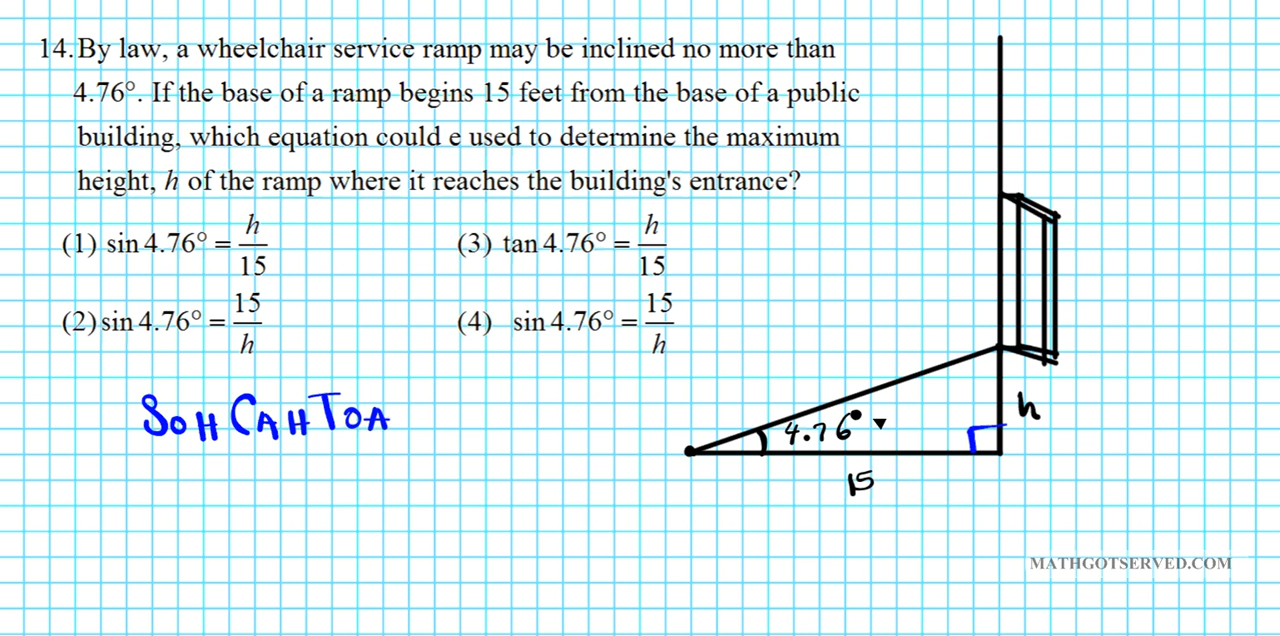 14. By law, a wheelchair service ramp may be inclined no more than
4.76°. If the base of a ramp begins 15 feet from the base of a public
building, which equation could e used to determine the maximum
height, h of the ramp where it reaches the building's entrance?
(1) sin 4.76° = h/15
(3) tan 4.76° = h/15
(2) sin 4.76° = 15/h
(4) sin 4.76° = 15/h
SOH CAH TOA
4.76°
h
15
MATHGOTSERVED.COM